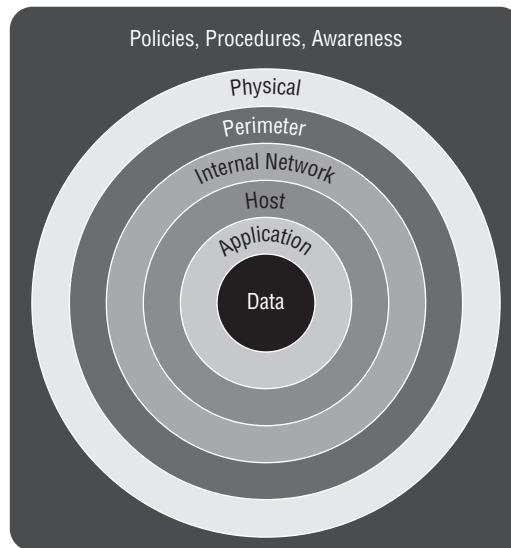 Policies, Procedures, Awareness
Physical
Perimeter
Internal Network
Host
Application
Data